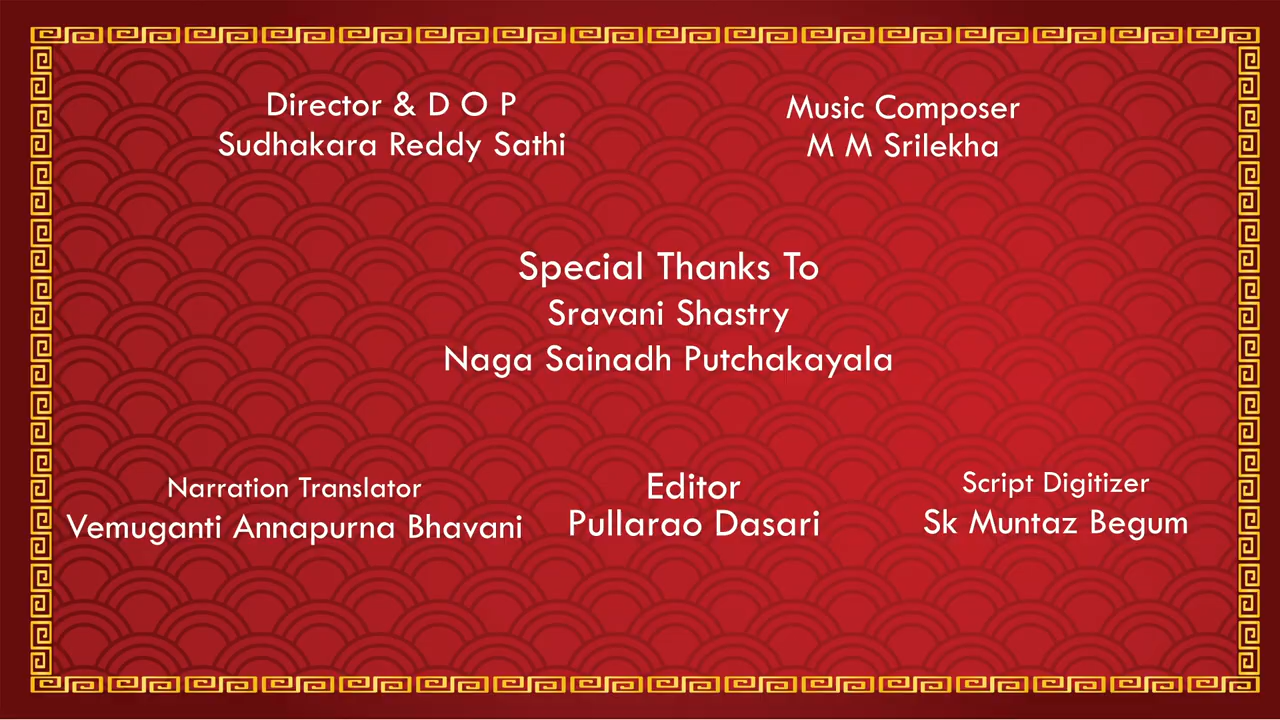 Director & D O P
Sudhakara Reddy Sathi
Music Composer
M M Srilekha
Special Thanks To
Sravani Shastry
Naga Sainadh Putchakayala
Narration Translator
Vemuganti Annapurna Bhavani
Editor
Pullarao Dasari
Script Digitizer
Sk Muntaz Begum